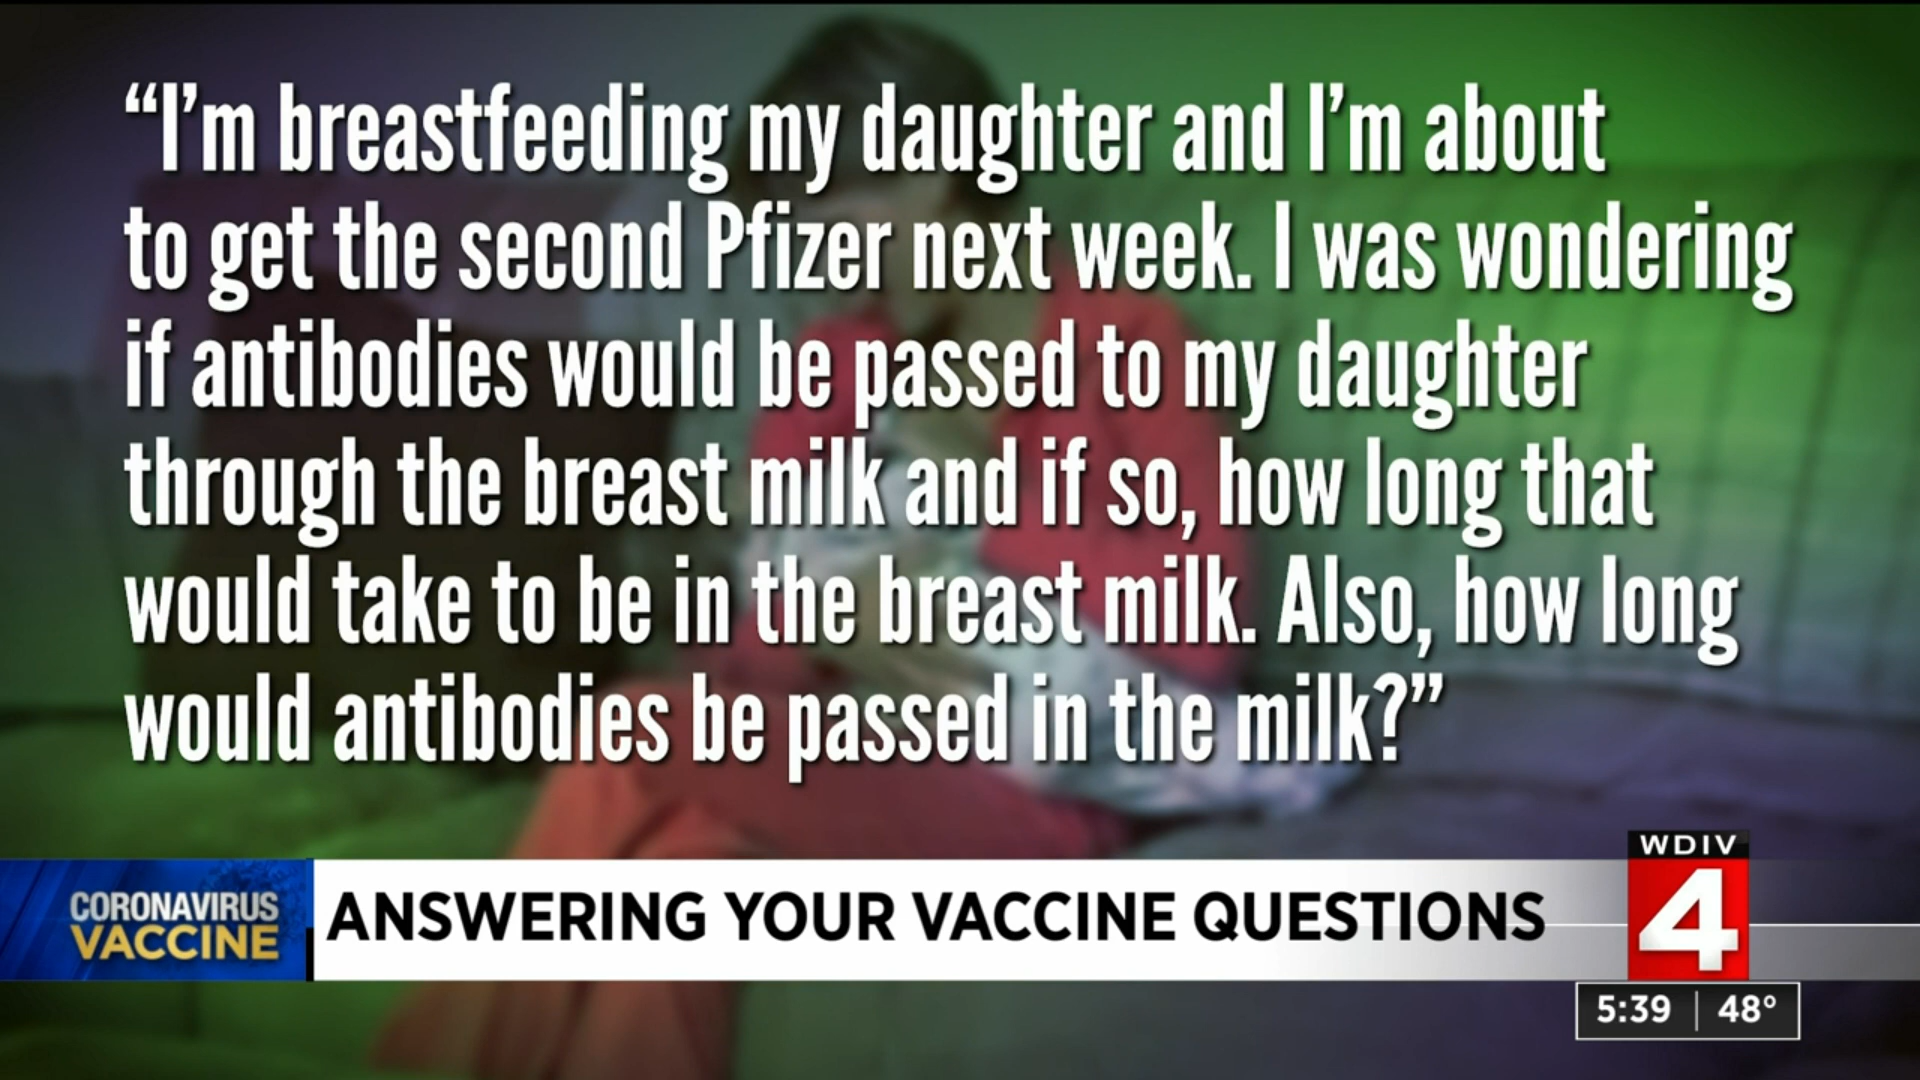 “I’m breastfeeding my daughter and I’m about
to get the second Pfizer next week. I was wondering
if antibodies would be passed to my daughter
through the breast milk and if so, how long that
would take to be in the breast milk. Also, how long
would antibodies be passed in the milk?”
WDIV
4
CORONAVIRUS
VACCINE
ANSWERING YOUR VACCINE QUESTIONS
5:39 | 48°